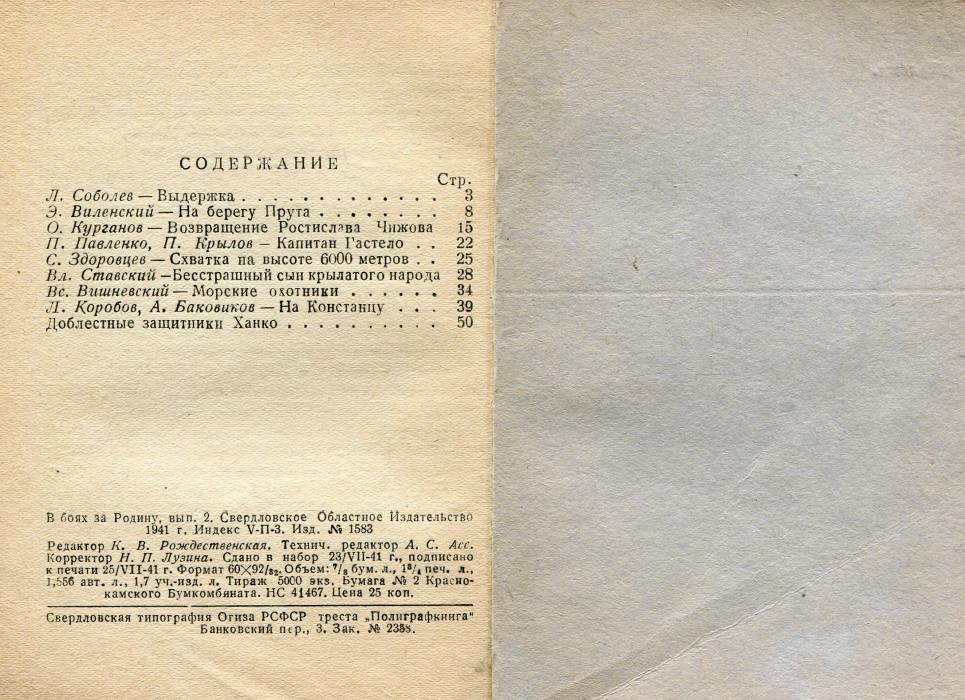 СОДЕРЖАНИЕ
Стр.
Л. Соболев — Выдержка . . . . . . . . . . . . . 3
Э. Виленский — На берегу Прута . . . . . . . . 8
О. Курганов — Возвращение Ростислава Чижова 15
П. Павленко, П. Крылов — Капитан Гастело . . 22
С. Здоровцев — Схватка на высоте 6000 метров . . 25
Вл. Ставский — Бесстрашный сын крылатого народа 28
Вс. Вишневский — Морские охотники . . . . . . 34
Л. Коробов, А. Баковиков — На Констанцу . . . 39
Доблестные защитники Ханко . . . . . . . . . . 50
В боях за Родину, вып. 2. Свердловское Областное Издательство
1941 г. Индекс V-П-3. Изд. № 1583
Редактор К. В. Рождественская. Технич. редактор А. С. Асс.
Корректор Н. П. Лузина. Сдано в набор 23/VII-41 г., подписано
к печати 25/VII-41 г. Формат 60×92/32. Объем: 7/8 бум. л., 1 3/4 печ. л.,
1,556 авт. л., 1,7 уч.-изд. л. Тираж 5000 экз. Бумага № 2 Красно-
камского Бумкомбината. НС 41467. Цена 25 коп.
Свердловская типография Огиза РСФСР треста „Полиграфкнига“
Банковский пер., 3. Зак. № 2358.